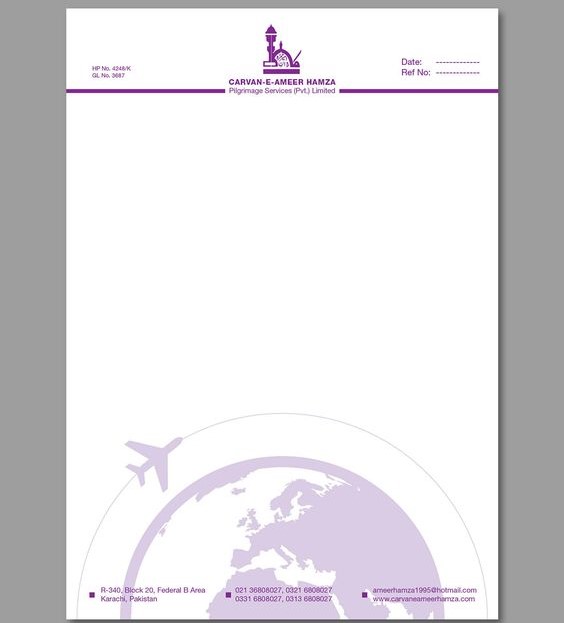 HP No. 4248/K
GL No. 3687
CARVAN-E-AMEER HAMZA
Pilgrimage Services (Pvt.) Limited
Date: -------------
Ref No: -------------
R-340, Block 20, Federal B Area
Karachi, Pakistan
021 36808027, 0321 6808027
0331 6808027, 0313 6808027
ameerhamza1995@hotmail.com
www.carvaneameerhamza.com